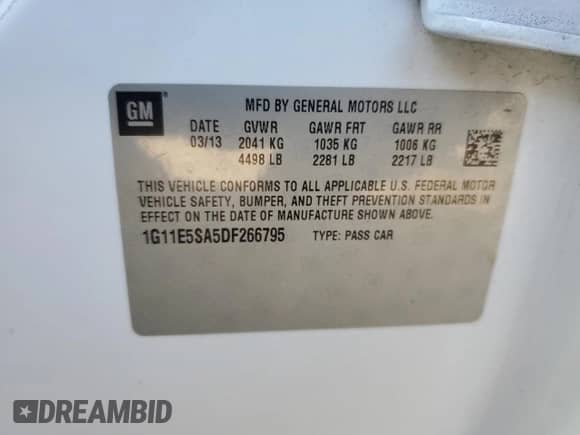 GM ® MFD BY GENERAL MOTORS LLC
DATE GVWR GAWR FRT GAWR RR
03/13 2041 KG 1035 KG 1006 KG
4498 LB 2281 LB 2217 LB
THIS VEHICLE CONFORMS TO ALL APPLICABLE U.S. FEDERAL MOTOR
VEHICLE SAFETY, BUMPER, AND THEFT PREVENTION STANDARDS IN
EFFECT ON THE DATE OF MANUFACTURE SHOWN ABOVE.
1G11E5SA5DF266795 TYPE: PASS CAR
DREAMBID